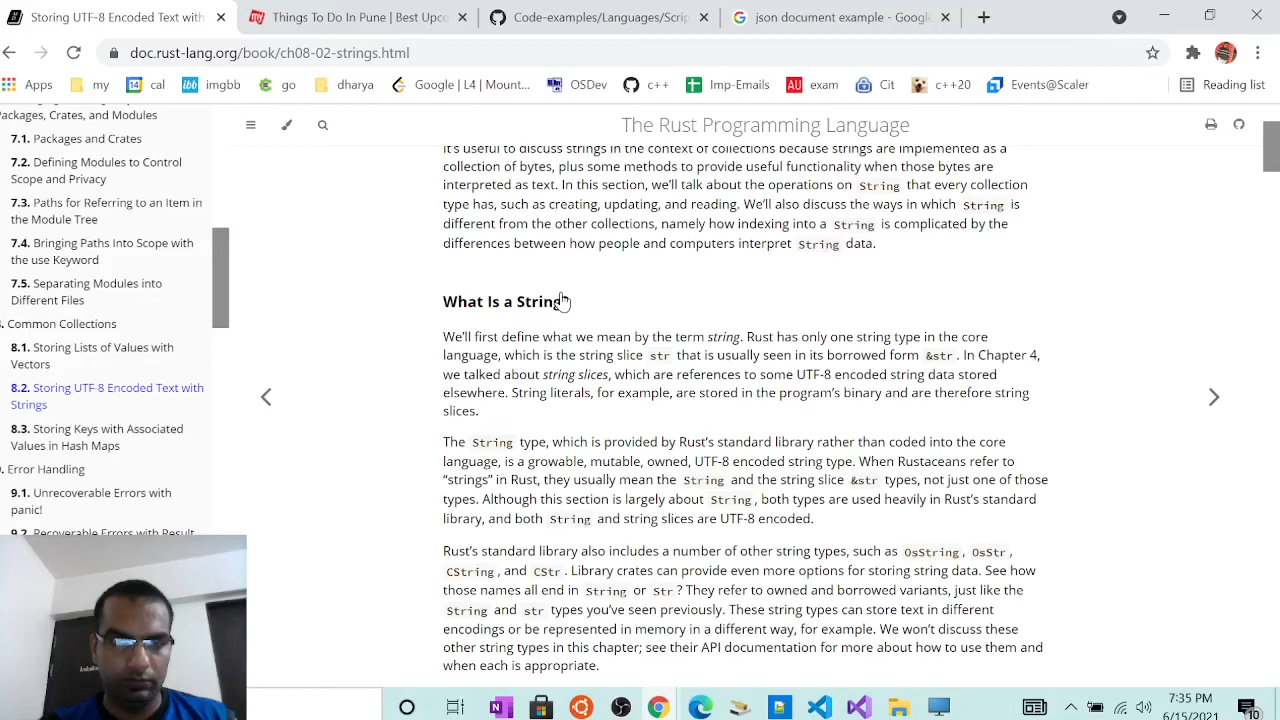 Storing UTF-8 Encoded Text with
Things To Do In Pune | Best Upco
Code-examples/Languages/Scrip
json document example - Google
doc.rust-lang.org/book/ch08-02-strings.html
Apps
my
cal
imgbb
go
dharya
Google | L4 | Mount...
OSDev
c++
Imp-Emails
exam
Cit
c++20
Events@Scaler
Reading list
Packages, Crates, and Modules
7.1. Packages and Crates
7.2. Defining Modules to Control
Scope and Privacy
7.3. Paths for Referring to an Item in
the Module Tree
7.4. Bringing Paths Into Scope with
the use Keyword
7.5. Separating Modules into
Different Files
Common Collections
8.1. Storing Lists of Values with
Vectors
8.2. Storing UTF-8 Encoded Text with
Strings
8.3. Storing Keys with Associated
Values in Hash Maps
Error Handling
9.1. Unrecoverable Errors with
panic!
9.2. Recoverable Errors with Result
The Rust Programming Language
It's useful to discuss strings in the context of collections because strings are implemented as a
collection of bytes, plus some methods to provide useful functionality when those bytes are
interpreted as text. In this section, we'll talk about the operations on String that every collection
type has, such as creating, updating, and reading. We'll also discuss the ways in which String is
different from the other collections, namely how indexing into a String is complicated by the
differences between how people and computers interpret String data.
What Is a String
We'll first define what we mean by the term string. Rust has only one string type in the core
language, which is the string slice str that is usually seen in its borrowed form &str. In Chapter 4,
we talked about string slices, which are references to some UTF-8 encoded string data stored
elsewhere. String literals, for example, are stored in the program's binary and are therefore string
slices.
The String type, which is provided by Rust's standard library rather than coded into the core
language, is a growable, mutable, owned, UTF-8 encoded string type. When Rustaceans refer to
“strings” in Rust, they usually mean the String and the string slice &str types, not just one of those
types. Although this section is largely about String, both types are used heavily in Rust's standard
library, and both String and string slices are UTF-8 encoded.
Rust's standard library also includes a number of other string types, such as OsString, OsStr,
CString, and CStr. Library crates can provide even more options for storing string data. See how
those names all end in String or Str? They refer to owned and borrowed variants, just like the
String and str types you've seen previously. These string types can store text in different
encodings or be represented in memory in a different way, for example. We won't discuss these
other string types in this chapter; see their API documentation for more about how to use them and
when each is appropriate.
7:35 PM
6/15/2021
10